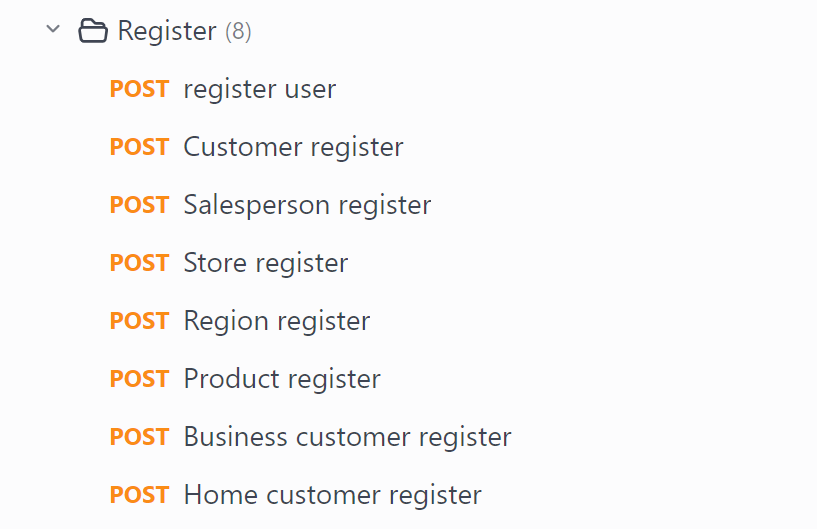 Register (8)
POST register user
POST Customer register
POST Salesperson register
POST Store register
POST Region register
POST Product register
POST Business customer register
POST Home customer register